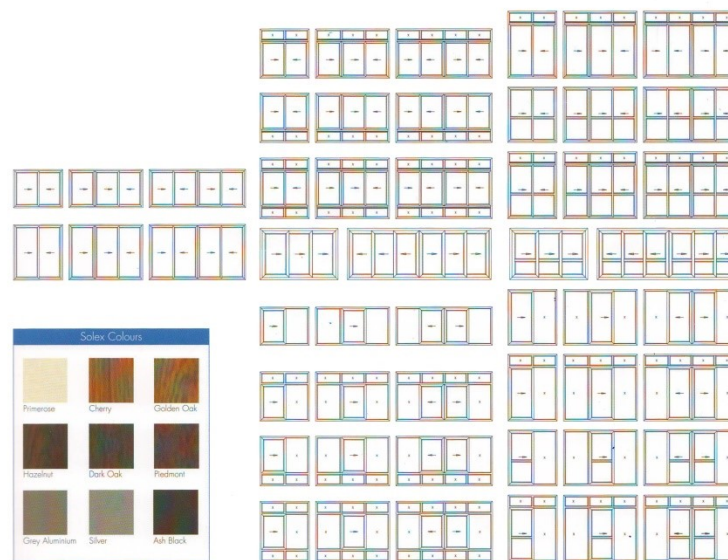 Solex Colours
Primerose
Cherry
Golden Oak
Hazelnut
Dark Oak
Piedmont
Grey Aluminium
Silver
Ash Black